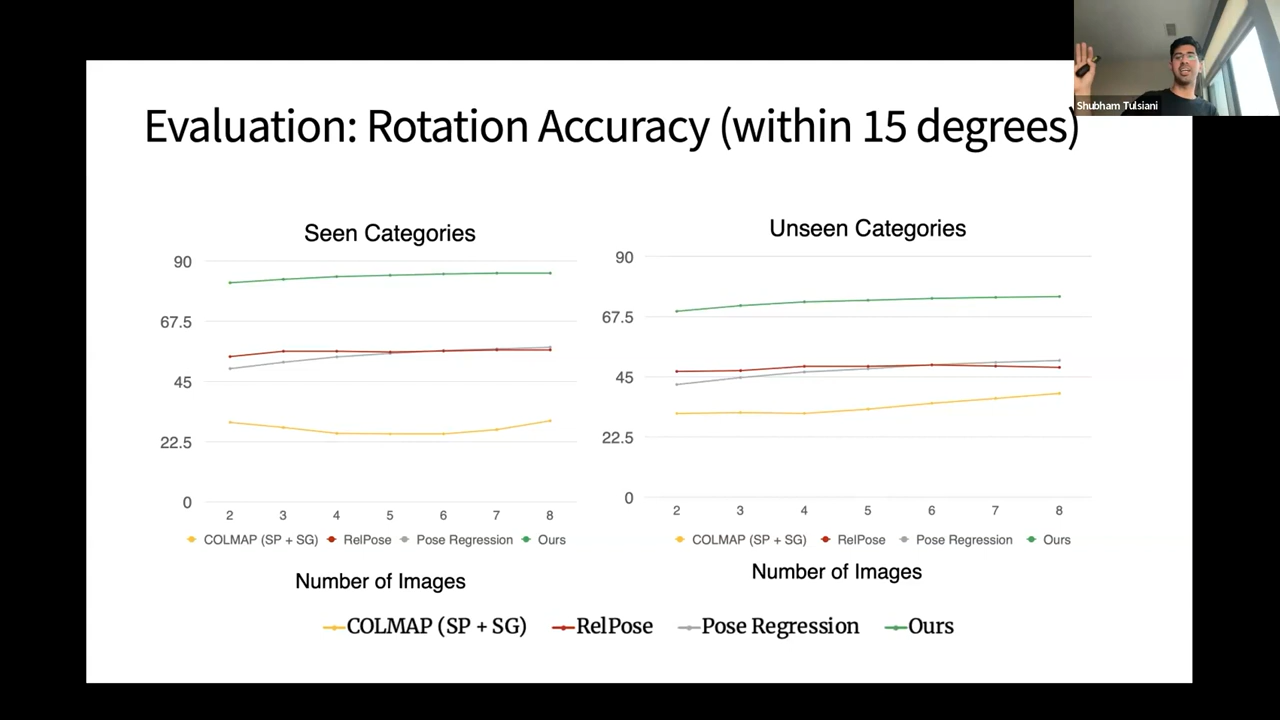 Shubham Tulsiani
Evaluation: Rotation Accuracy (within 15 degrees)
Seen Categories
90
67.5
45
22.5
0
2 3 4 5 6 7 8
COLMAP (SP + SG) RelPose Pose Regression Ours
Number of Images
Unseen Categories
90
67.5
45
22.5
0
2 3 4 5 6 7 8
COLMAP (SP + SG) RelPose Pose Regression Ours
Number of Images
COLMAP (SP + SG) RelPose Pose Regression Ours